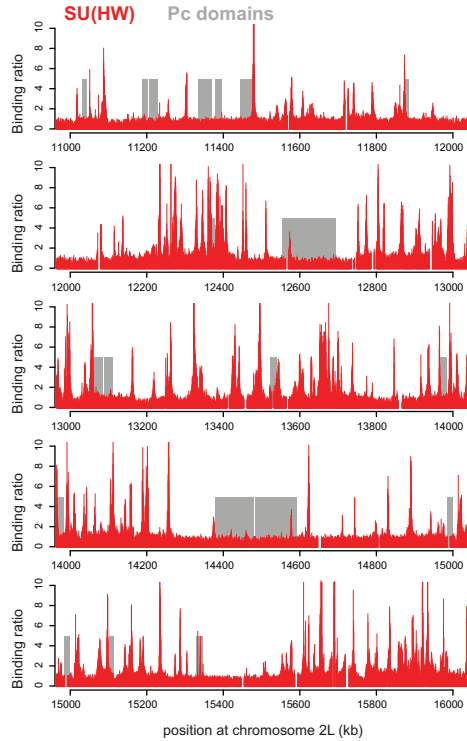 SU(HW) Pc domains
Binding ratio
0 2 4 6 8 10
11000 11200 11400 11600 11800 12000
Binding ratio
0 2 4 6 8 10
12000 12200 12400 12600 12800 13000
Binding ratio
0 2 4 6 8 10
13000 13200 13400 13600 13800 14000
Binding ratio
0 2 4 6 8 10
14000 14200 14400 14600 14800 15000
Binding ratio
0 2 4 6 8 10
15000 15200 15400 15600 15800 16000
position at chromosome 2L (kb)